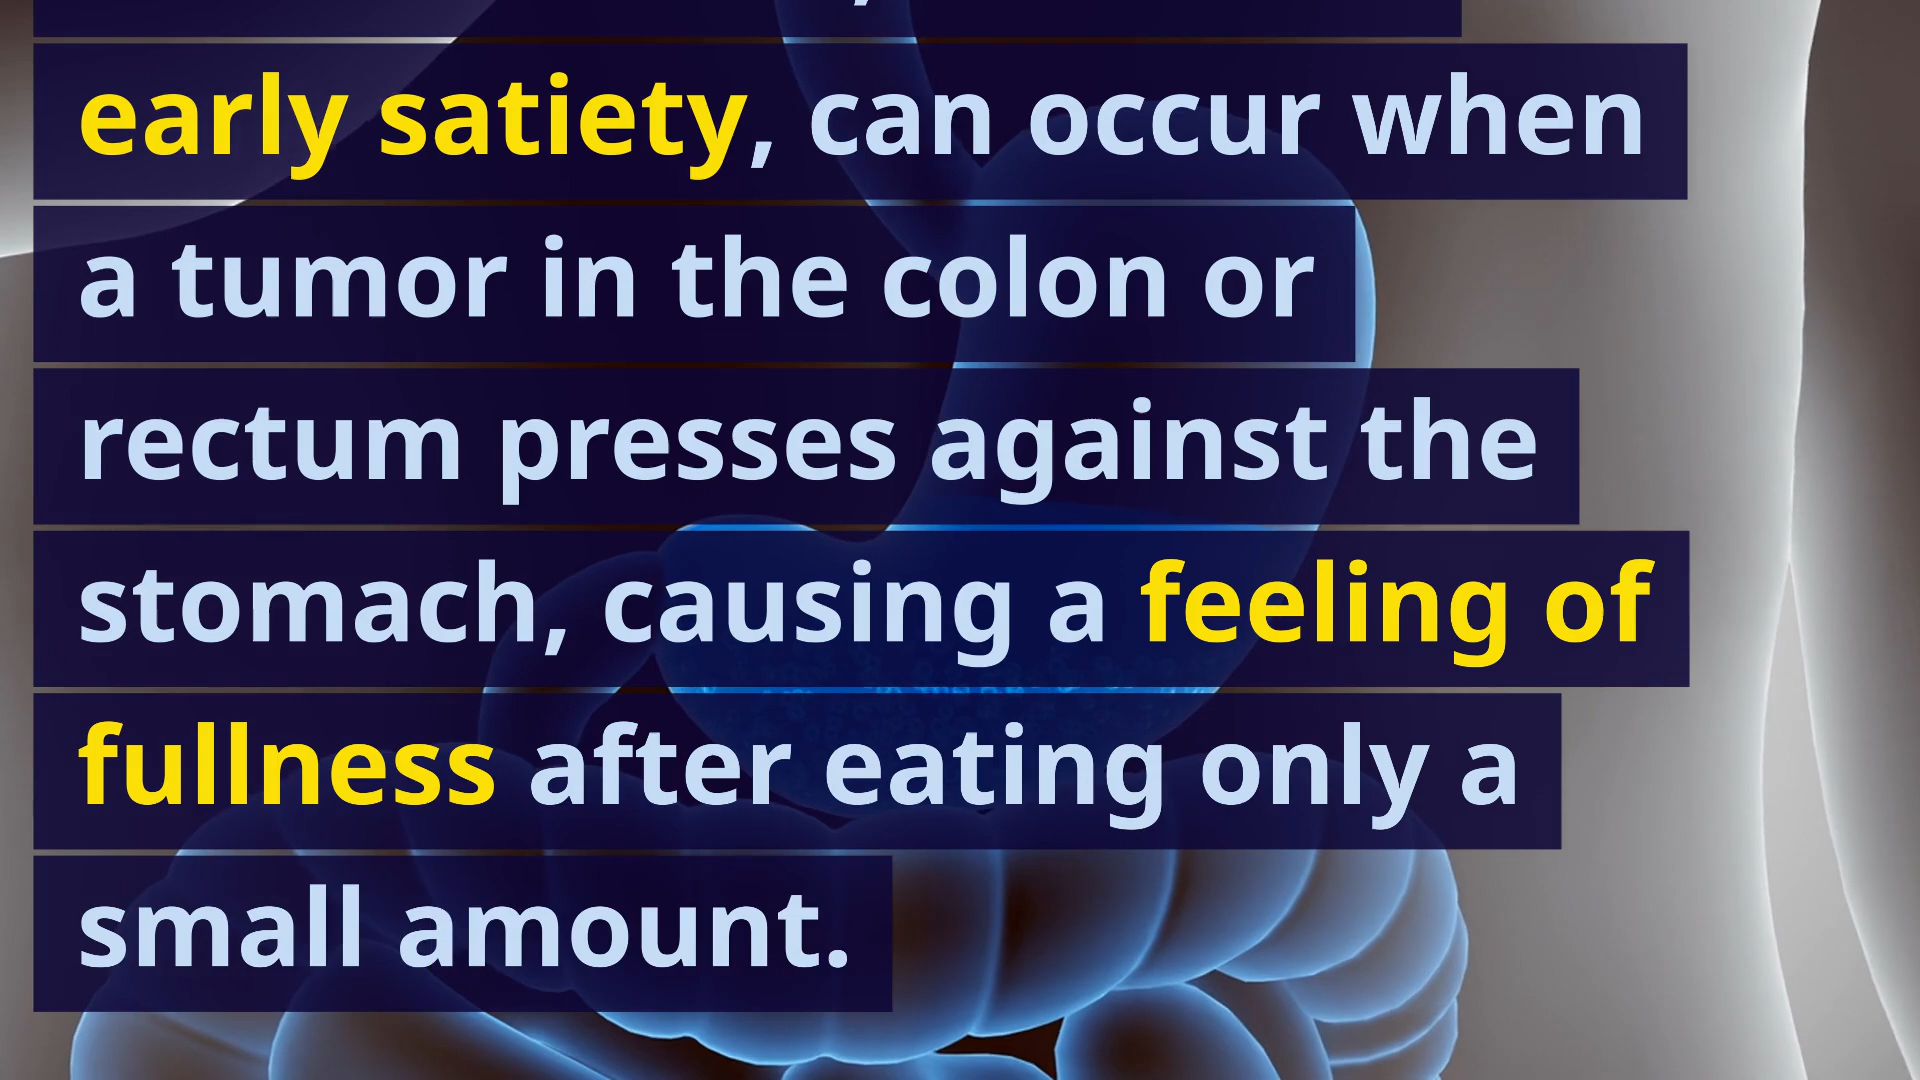 early satiety, can occur when
a tumor in the colon or
rectum presses against the
stomach, causing a feeling of
fullness after eating only a
small amount.